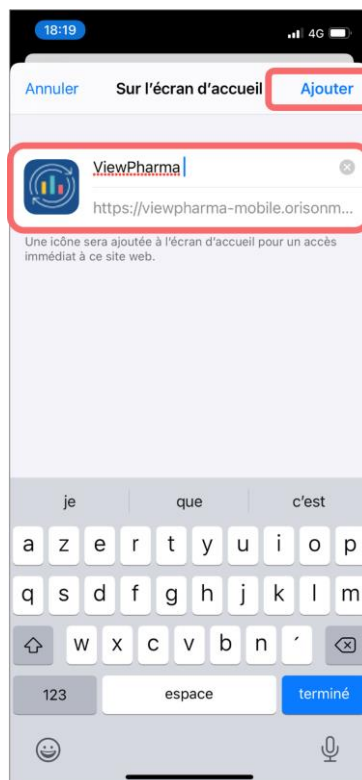 18:19 4G
Annuler Sur l'écran d'accueil Ajouter
ViewPharma
https://viewpharma-mobile.orisonm...
Une icône sera ajoutée à l'écran d'accueil pour un accès
immédiat à ce site web.
je que c'est
a z e r t y u i o p
q s d f g h j k l m
w x c v b n ´
123 espace terminé